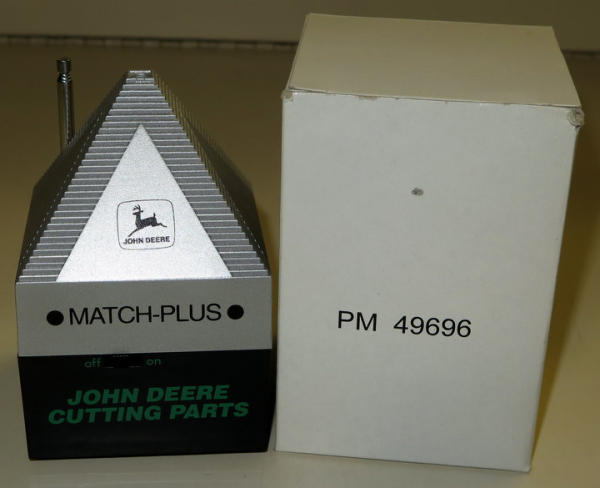 JOHN DEERE
● MATCH-PLUS ●
off on
JOHN DEERE
CUTTING PARTS
PM 49696